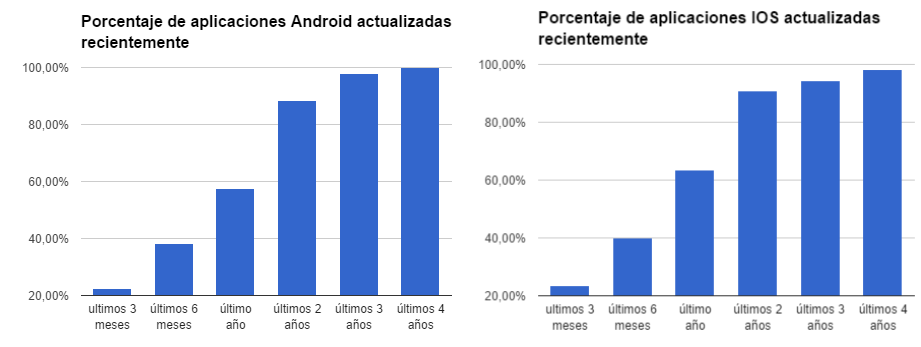 Porcentaje de aplicaciones Android actualizadas
recientemente
100,00%
80,00%
60,00%
40,00%
20,00%
ultimos 3
meses
últimos 6
meses
último
año
últimos 2
años
últimos 3
años
últimos 4
años
Porcentaje de aplicaciones IOS actualizadas
recientemente
100,00%
80,00%
60,00%
40,00%
20,00%
ultimos 3
meses
últimos 6
meses
último
año
últimos 2
años
últimos 3
años
últimos 4
años